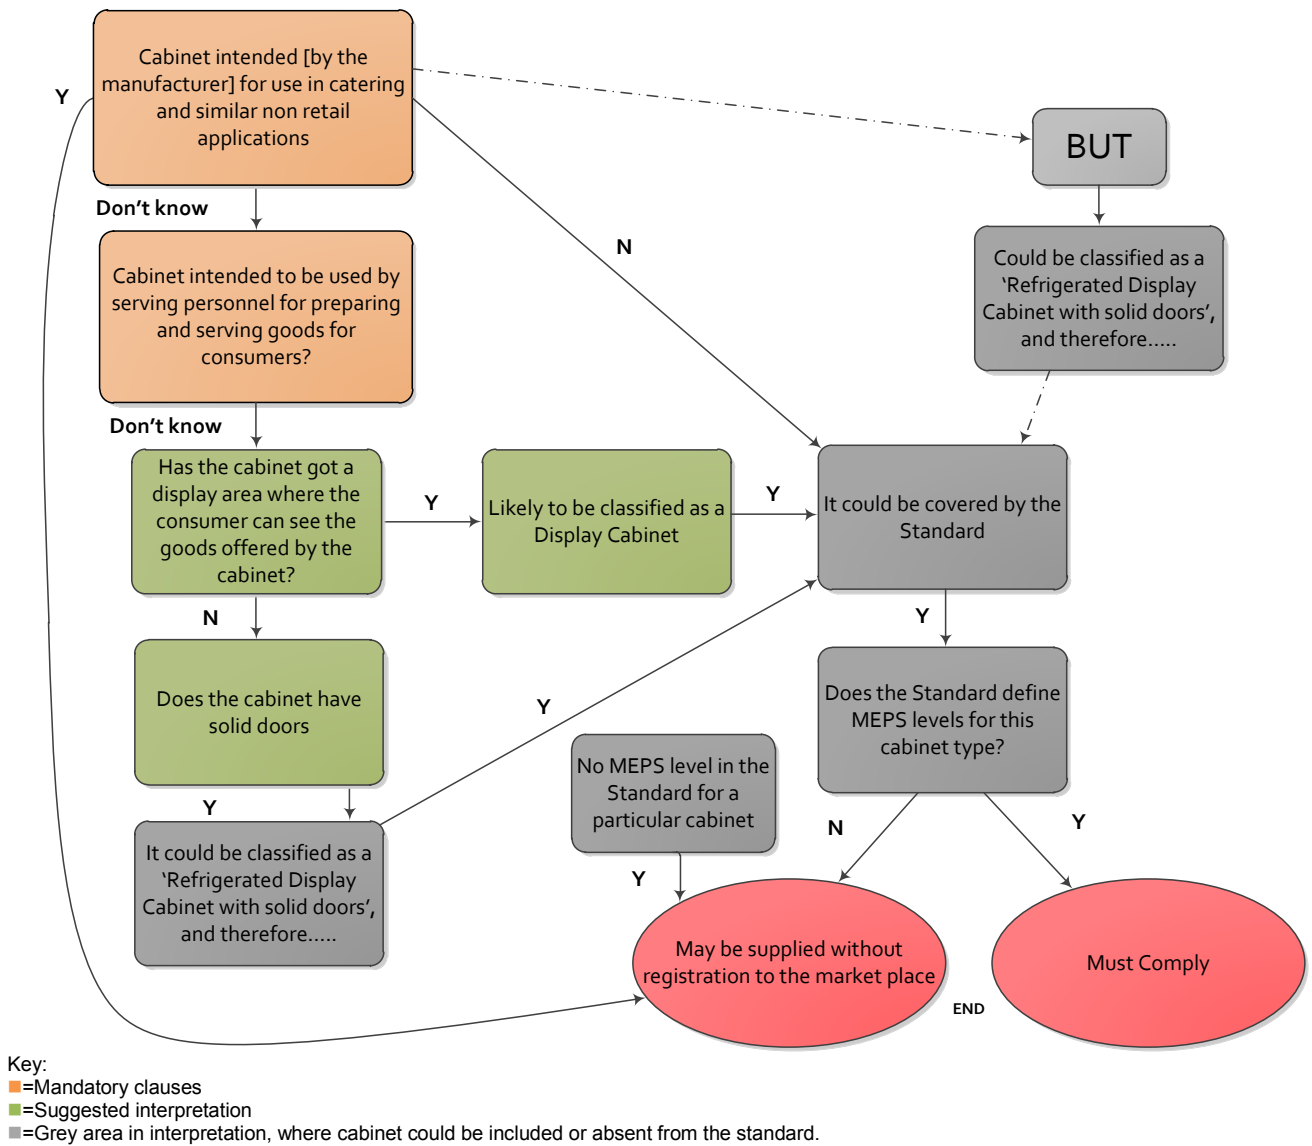 Cabinet intended [by the
manufacturer] for use in catering
and similar non retail
applications
Y
BUT
Don't know
N
Cabinet intended to be used by
serving personnel for preparing
and serving goods for
consumers?
Could be classified as a
‘Refrigerated Display
Cabinet with solid doors’,
and therefore.....
Don't know
Has the cabinet got a
display area where the
consumer can see the
goods offered by the
cabinet?
Y
Likely to be classified as a
Display Cabinet
Y
It could be covered by the
Standard
N
Y
Does the cabinet have
solid doors
Y
Does the Standard define
MEPS levels for this
cabinet type?
No MEPS level in the
Standard for a
particular cabinet
Y
N
Y
It could be classified as a
‘Refrigerated Display
Cabinet with solid doors’,
and therefore.....
Y
May be supplied without
registration to the market place
END
Must Comply
Key:
=Mandatory clauses
=Suggested interpretation
=Grey area in interpretation, where cabinet could be included or absent from the standard.